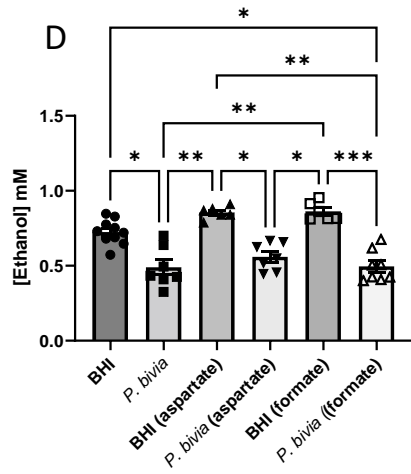 D
*
**
**
* ** * * ***
[Ethanol] mM
1.5
1.0
0.5
0.0
BHI
P. bivia
BHI (aspartate)
P. bivia (aspartate)
BHI (formate)
P. bivia ((formate)